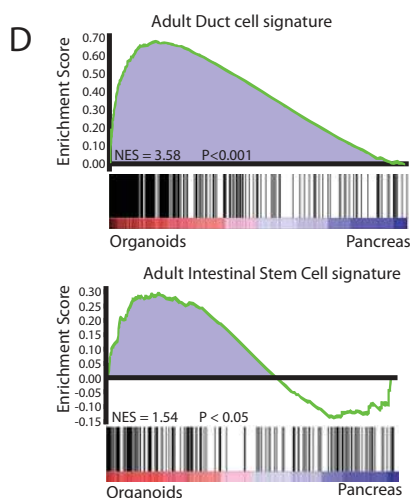 D
Adult Duct cell signature
Enrichment Score
0.70
0.60
0.50
0.40
0.30
0.20
0.10
0.00
NES = 3.58 P<0.001
Organoids Pancreas
Adult Intestinal Stem Cell signature
Enrichment Score
0.30
0.25
0.20
0.15
0.10
0.05
0.00
-0.05
-0.10
-0.15
NES = 1.54 P < 0.05
Organoids Pancreas